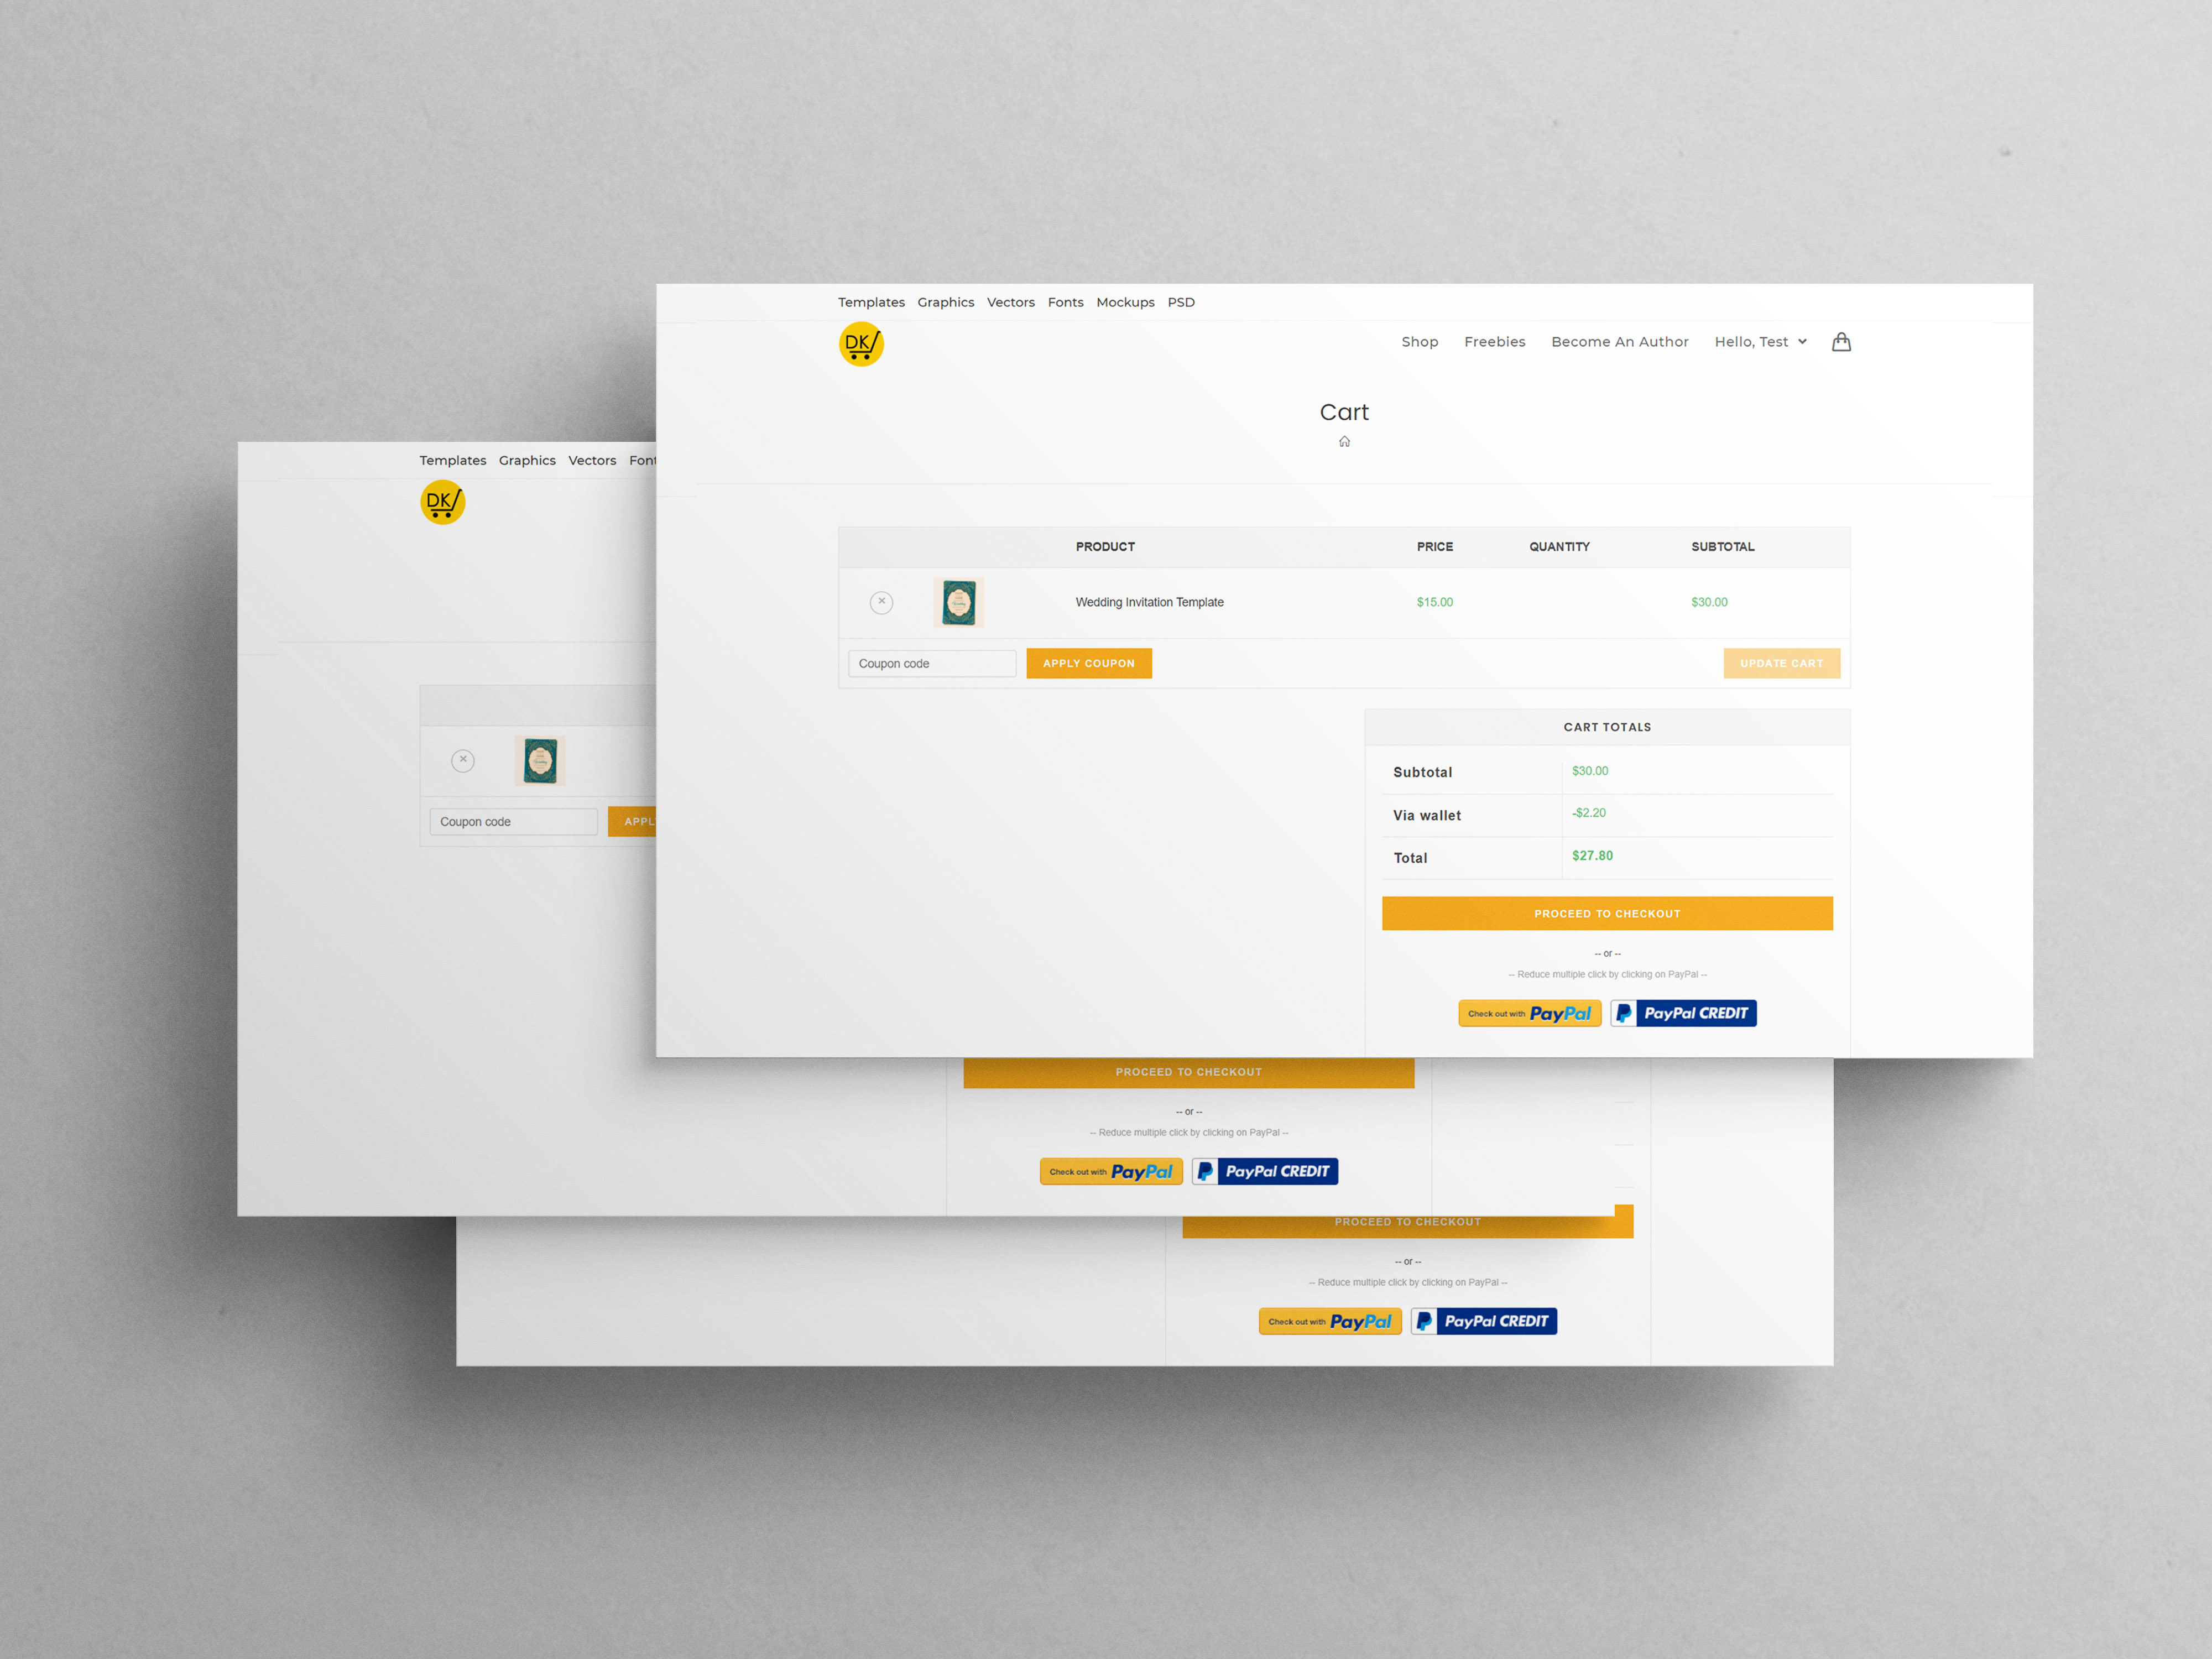 Templates Graphics Vectors Fonts Mockups PSD
DK
Shop Freebies Become An Author Hello, Test
Cart
PRODUCT PRICE QUANTITY SUBTOTAL
Wedding Invitation Template $15.00 $30.00
Coupon code APPLY COUPON UPDATE CART
CART TOTALS
Subtotal $30.00
Via wallet -$2.20
Total $27.80
PROCEED TO CHECKOUT
-- or --
-- Reduce multiple click by clicking on PayPal --
Check out with PayPal P PayPal CREDIT
Templates Graphics Vectors Font
DK
Coupon code APPL
PROCEED TO CHECKOUT
-- or --
-- Reduce multiple click by clicking on PayPal --
Check out with PayPal P PayPal CREDIT
PROCEED TO CHECKOUT
-- or --
-- Reduce multiple click by clicking on PayPal --
Check out with PayPal P PayPal CREDIT